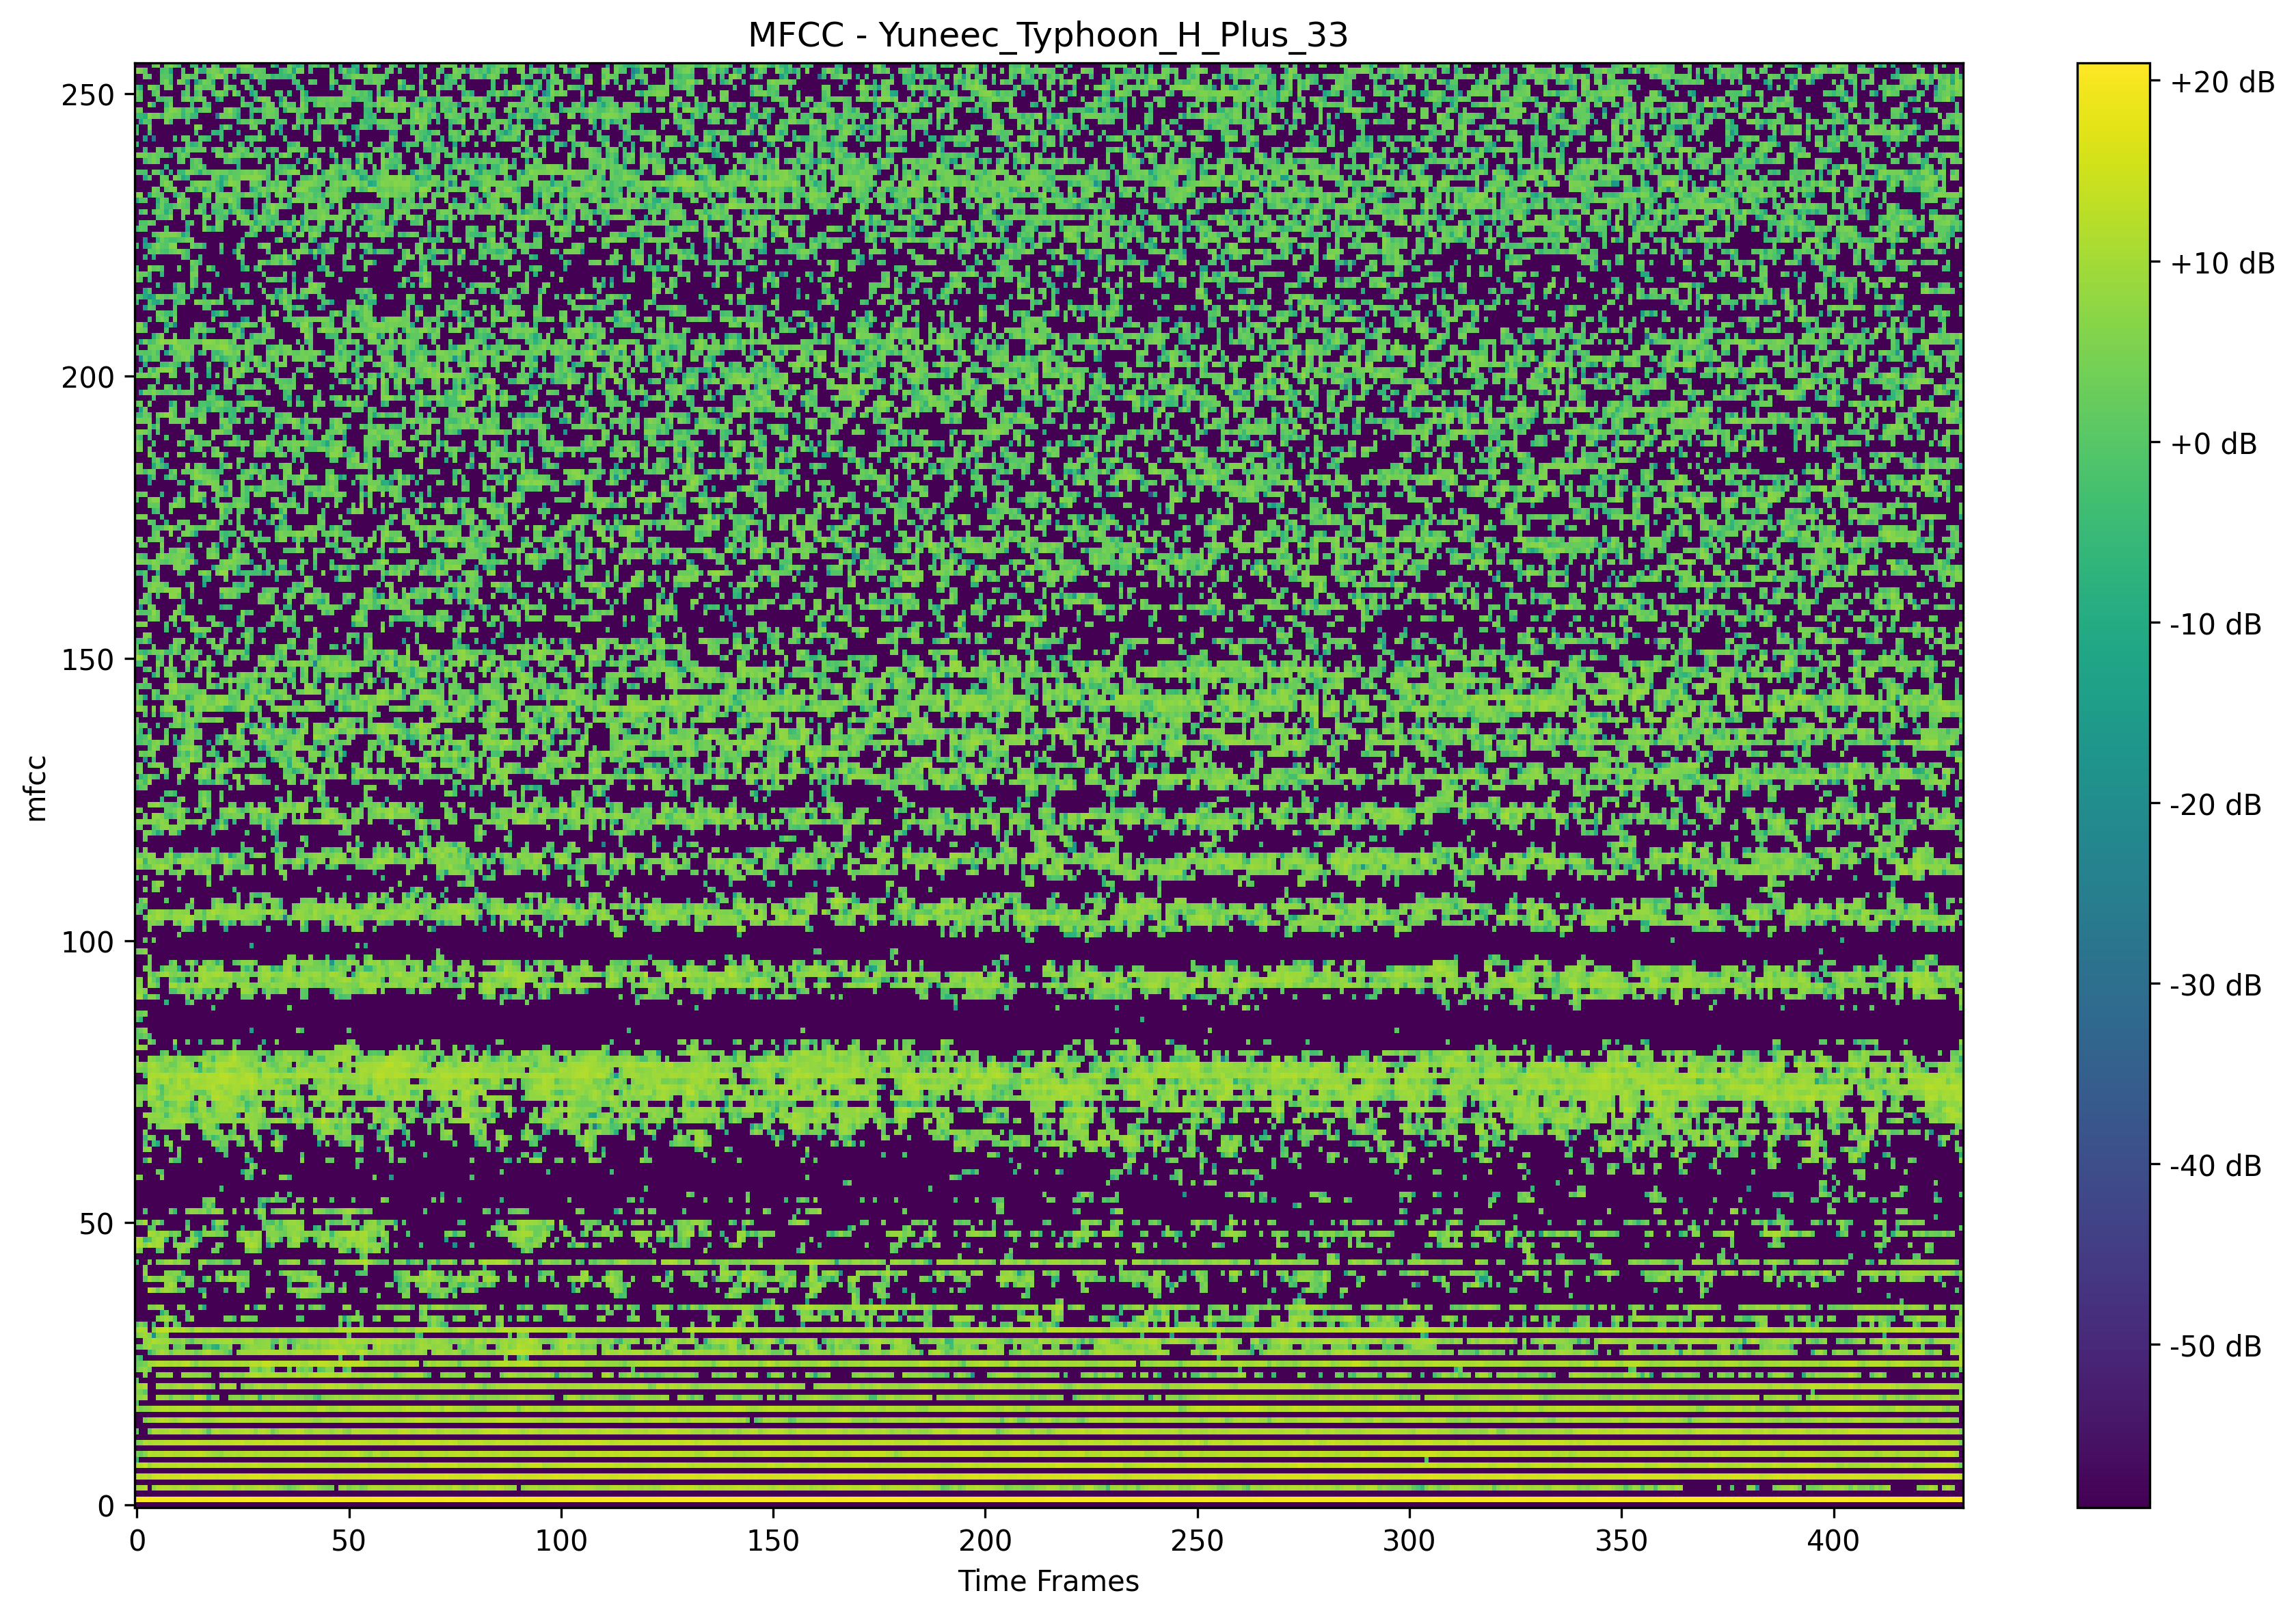 MFCC - Yuneec_Typhoon_H_Plus_33
250
200
150
100
50
0
mfcc
0 50 100 150 200 250 300 350 400
Time Frames
+20 dB
+10 dB
+0 dB
-10 dB
-20 dB
-30 dB
-40 dB
-50 dB